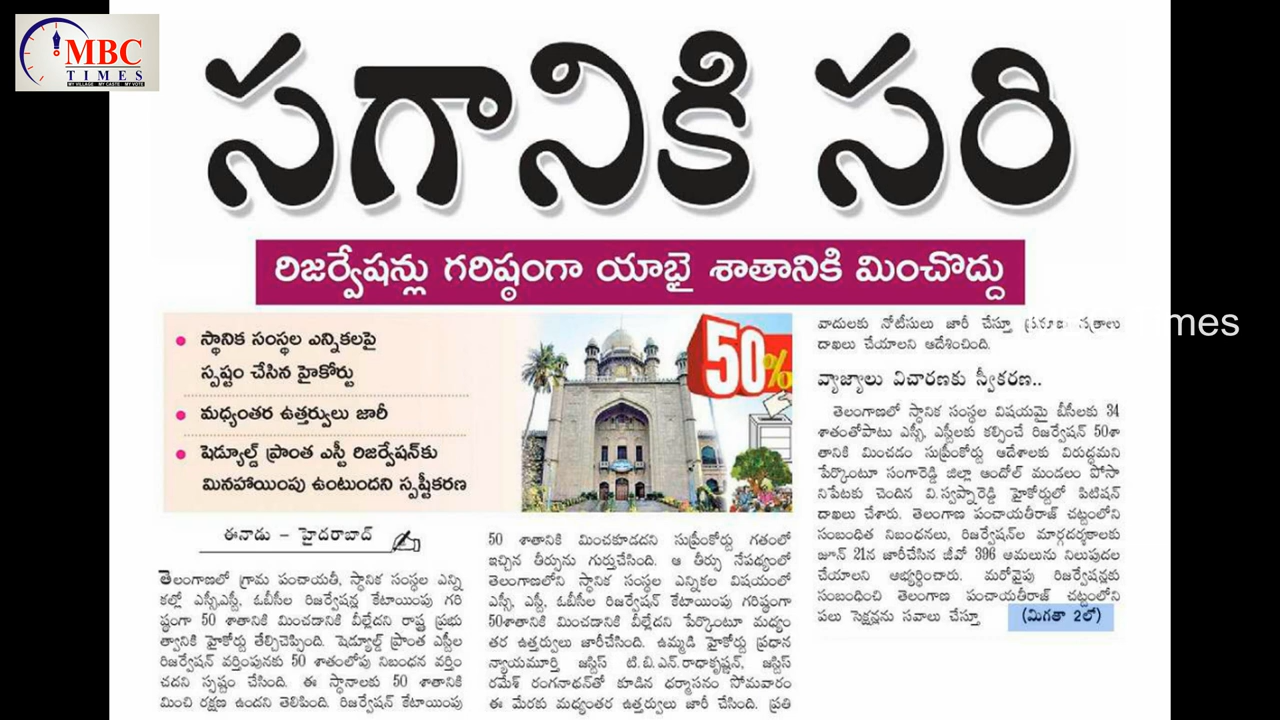 MBC
TIMES
MY VILLAGE MY CASTE MY VOTE
సగానికి సరి
రిజర్వేషన్లు గరిష్ఠంగా యాభై శాతానికి మించొద్దు
స్థానిక సంస్థల ఎన్నికలపై
స్పష్టం చేసిన హైకోర్టు
మధ్యంతర ఉత్తర్వులు జారీ
షెడ్యూల్డ్ ప్రాంత ఎస్టీ రిజర్వేషన్‌కు
మినహాయింపు ఉంటుందని స్పష్టీకరణ
50%
ఈనాడు – హైదరాబాద్
తెలంగాణలో గ్రామ పంచాయతీ, స్థానిక సంస్థల ఎన్ని
కల్లో ఎస్సీ,ఎస్టీ, ఓబీసీల రిజర్వేషన్ల కేటాయింపు గరి
ష్ఠంగా 50 శాతానికి మించడానికి వీల్లేదని రాష్ట్ర ప్రభు
త్వానికి హైకోర్టు తేల్చిచెప్పింది. షెడ్యూల్డ్ ప్రాంత ఎస్టీల
రిజర్వేషన్ వర్తింపునకు 50 శాతంలోపు నిబంధన వర్తిం
చదని స్పష్టం చేసింది. ఈ స్థానాలకు 50 శాతానికి
మించి రక్షణ ఉందని తెలిపింది. రిజర్వేషన్ కేటాయింపు
50 శాతానికి మించకూడదని సుప్రీంకోర్టు గతంలో
ఇచ్చిన తీర్పును గుర్తుచేసింది. ఆ తీర్పు నేపథ్యంలో
తెలంగాణలోని స్థానిక సంస్థల ఎన్నికల విషయంలో
ఎస్సీ, ఎస్టీ, ఓబీసీల రిజర్వేషన్ కేటాయింపు గరిష్ఠంగా
50శాతానికి మించడానికి వీల్లేదని పేర్కొంటూ మధ్యం
తర ఉత్తర్వులు జారీచేసింది. ఉమ్మడి హైకోర్టు ప్రధాన
న్యాయమూర్తి జస్టిస్ టి.బి.ఎన్.రాధాకృష్ణన్, జస్టిస్
రమేశ్ రంగనాథన్‌తో కూడిన ధర్మాసనం సోమవారం
ఈ మేరకు మధ్యంతర ఉత్తర్వులు జారీ చేసింది. ప్రతి
వాదులకు నోటీసులు జారీ చేస్తూ
దాఖలు చేయాలని ఆదేశించింది.
వ్యాజ్యాలు విచారణకు స్వీకరణ..
తెలంగాణలో స్థానిక సంస్థల విషయమై బీసీలకు 34
శాతంతోపాటు ఎస్సీ, ఎస్టీలకు కల్పించే రిజర్వేషన్ 50శా
తానికి మించడం సుప్రీంకోర్టు ఆదేశాలకు విరుద్ధమని
పేర్కొంటూ సంగారెడ్డి జిల్లా ఆందోల్ మండలం పోసా
నిపేటకు చెందిన వి.స్వప్నారెడ్డి హైకోర్టులో పిటిషన్
దాఖలు చేశారు. తెలంగాణ పంచాయతీరాజ్ చట్టంలోని
సంబంధిత నిబంధనలు, రిజర్వేషన్‌ల మార్గదర్శకాలకు
జూన్ 21న జారీచేసిన జీవో 396 అమలును నిలుపుదల
చేయాలని అభ్యర్థించారు. మరోవైపు రిజర్వేషన్లకు
సంబంధించి తెలంగాణ పంచాయతీరాజ్ చట్టంలోని
పలు సెక్షన్లను సవాలు చేస్తూ (మిగతా 2లో)
mes